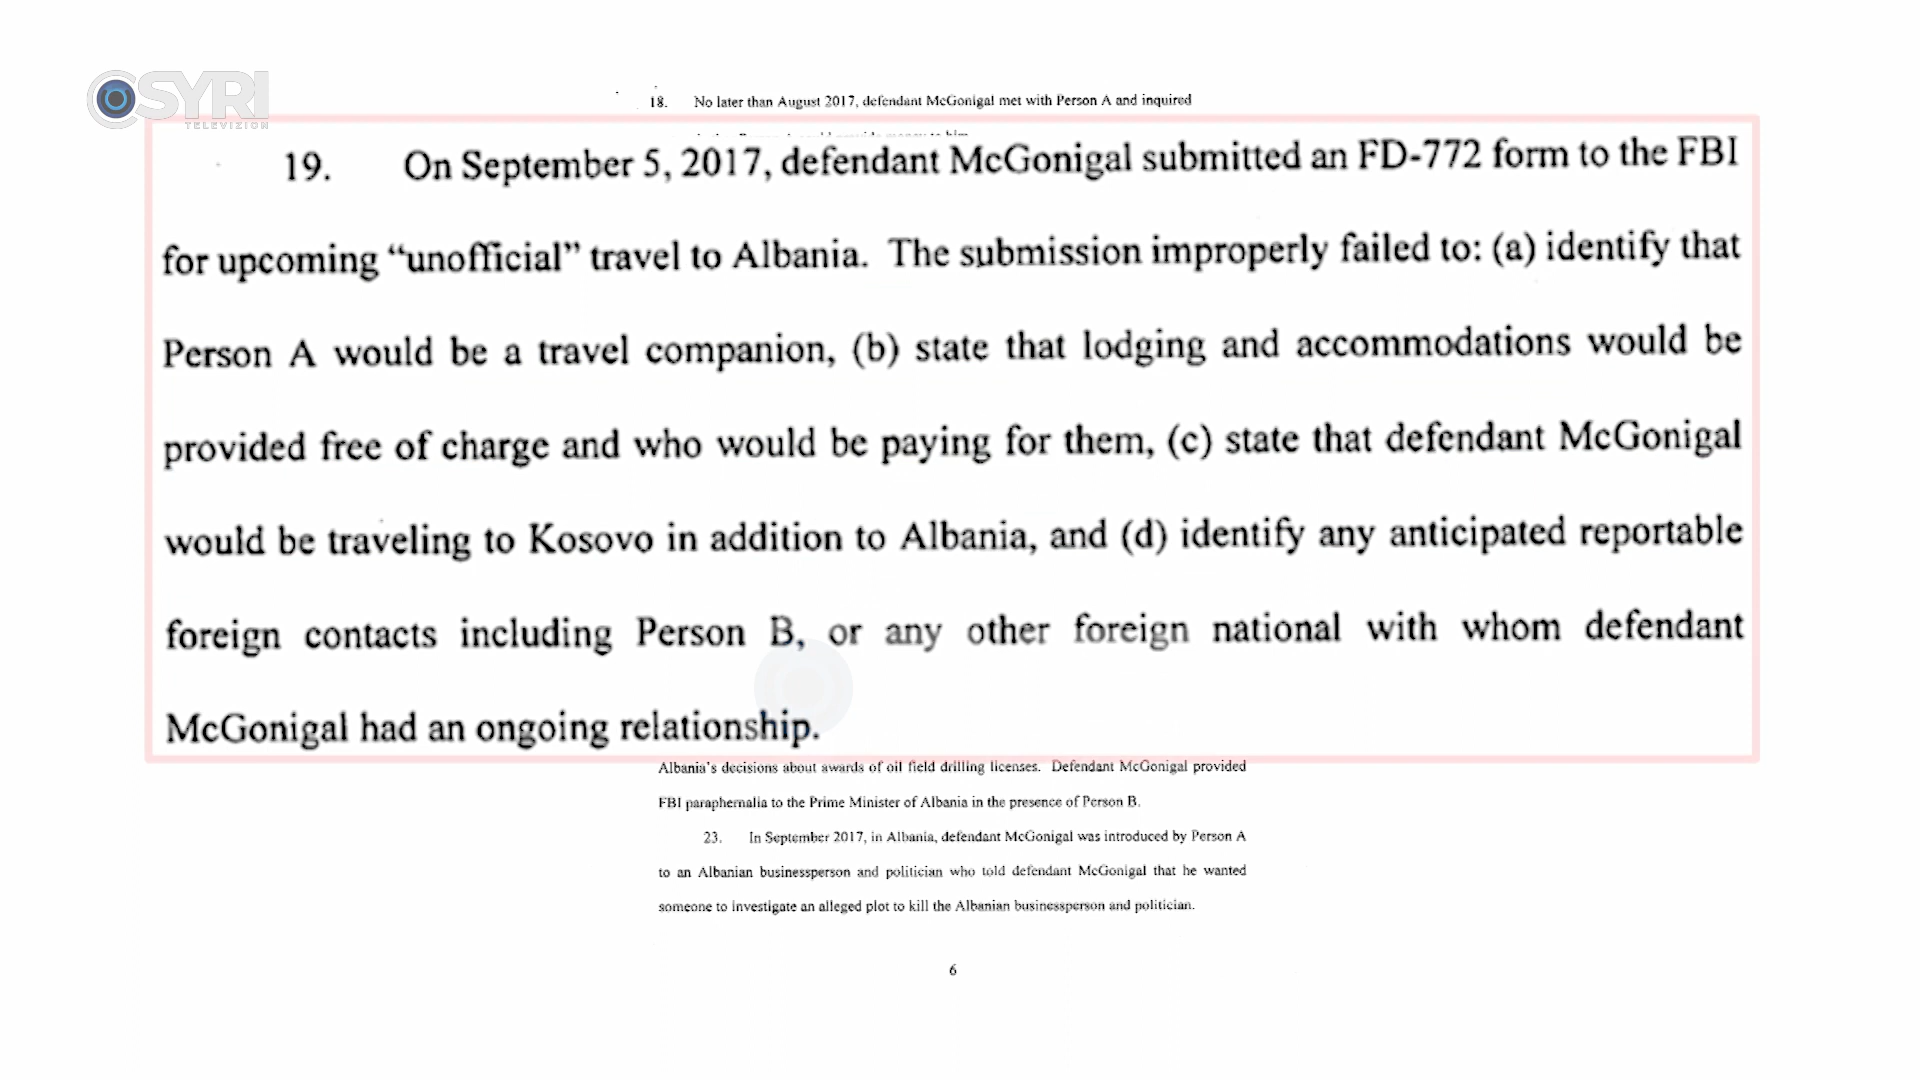 SYRI
TELEVIZION
18. No later than August 2017, defendant McGonigal met with Person A and inquired
19. On September 5, 2017, defendant McGonigal submitted an FD-772 form to the FBI
for upcoming “unofficial” travel to Albania. The submission improperly failed to: (a) identify that
Person A would be a travel companion, (b) state that lodging and accommodations would be
provided free of charge and who would be paying for them, (c) state that defendant McGonigal
would be traveling to Kosovo in addition to Albania, and (d) identify any anticipated reportable
foreign contacts including Person B, or any other foreign national with whom defendant
McGonigal had an ongoing relationship.
Albania's decisions about awards of oil field drilling licenses. Defendant McGonigal provided
FBI paraphernalia to the Prime Minister of Albania in the presence of Person B.
23. In September 2017, in Albania, defendant McGonigal was introduced by Person A
to an Albanian businessperson and politician who told defendant McGonigal that he wanted
someone to investigate an alleged plot to kill the Albanian businessperson and politician.
6